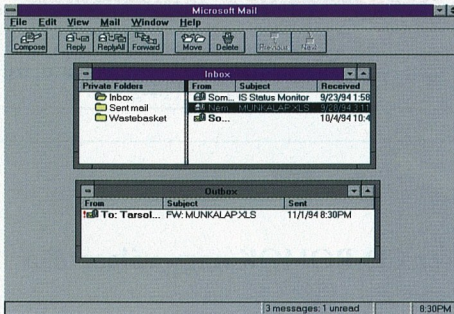 Microsoft Mail
File Edit View Mail Window Help
Compose Reply ReplyAll Forward Move Delete Previous Next
Inbox
Private Folders From Subject Received
Inbox Som... IS Status Monitor 9/23/94 1:58
Sent mail Nem... MUNKALAP.XLS 9/28/94 3:11
Wastebasket So... 10/4/94 10:4
Outbox
From Subject Sent
To: Tarsol... FW: MUNKALAP.XLS 11/1/94 8:30PM
3 messages: 1 unread 8:30PM